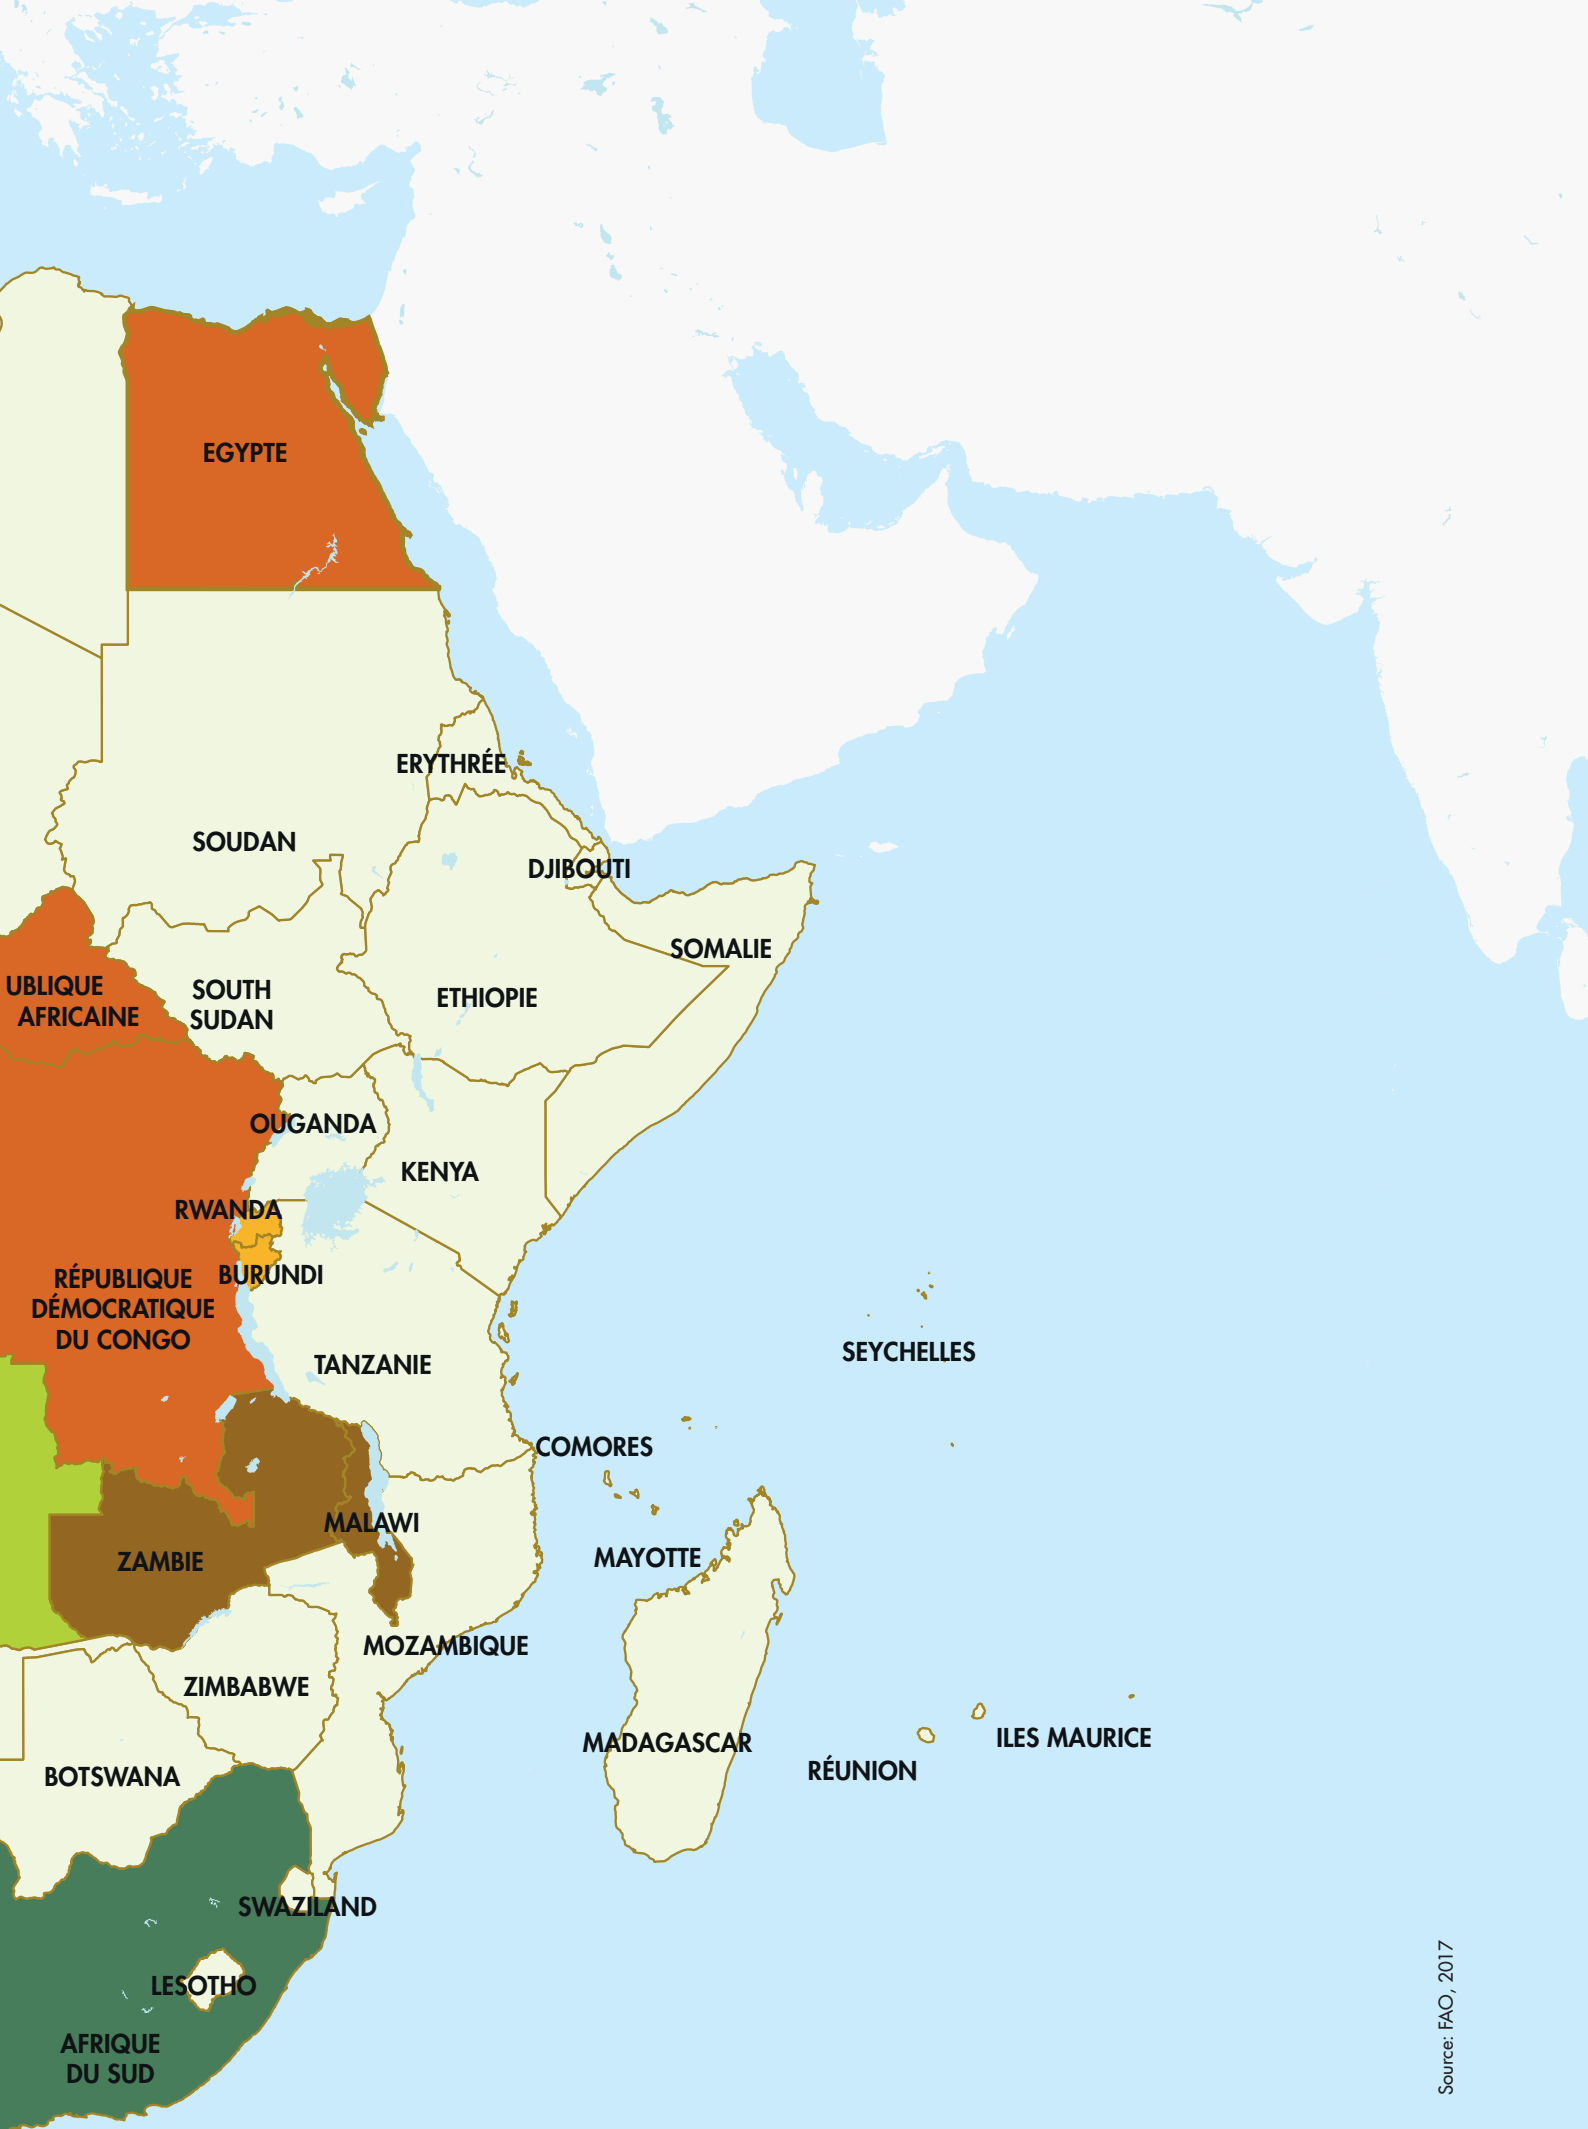 EGYPTE
ERYTHRÉE
SOUDAN
DJIBOUTI
SOMALIE
UBLIQUE
AFRICAINE
SOUTH
SUDAN
ETHIOPIE
OUGANDA
KENYA
RWANDA
BURUNDI
RÉPUBLIQUE
DÉMOCRATIQUE
DU CONGO
TANZANIE
SEYCHELLES
COMORES
MALAWI
ZAMBIE
MAYOTTE
MOZAMBIQUE
ZIMBABWE
MADAGASCAR
ILES MAURICE
RÉUNION
BOTSWANA
SWAZILAND
LESOTHO
AFRIQUE
DU SUD
Source: FAO, 2017